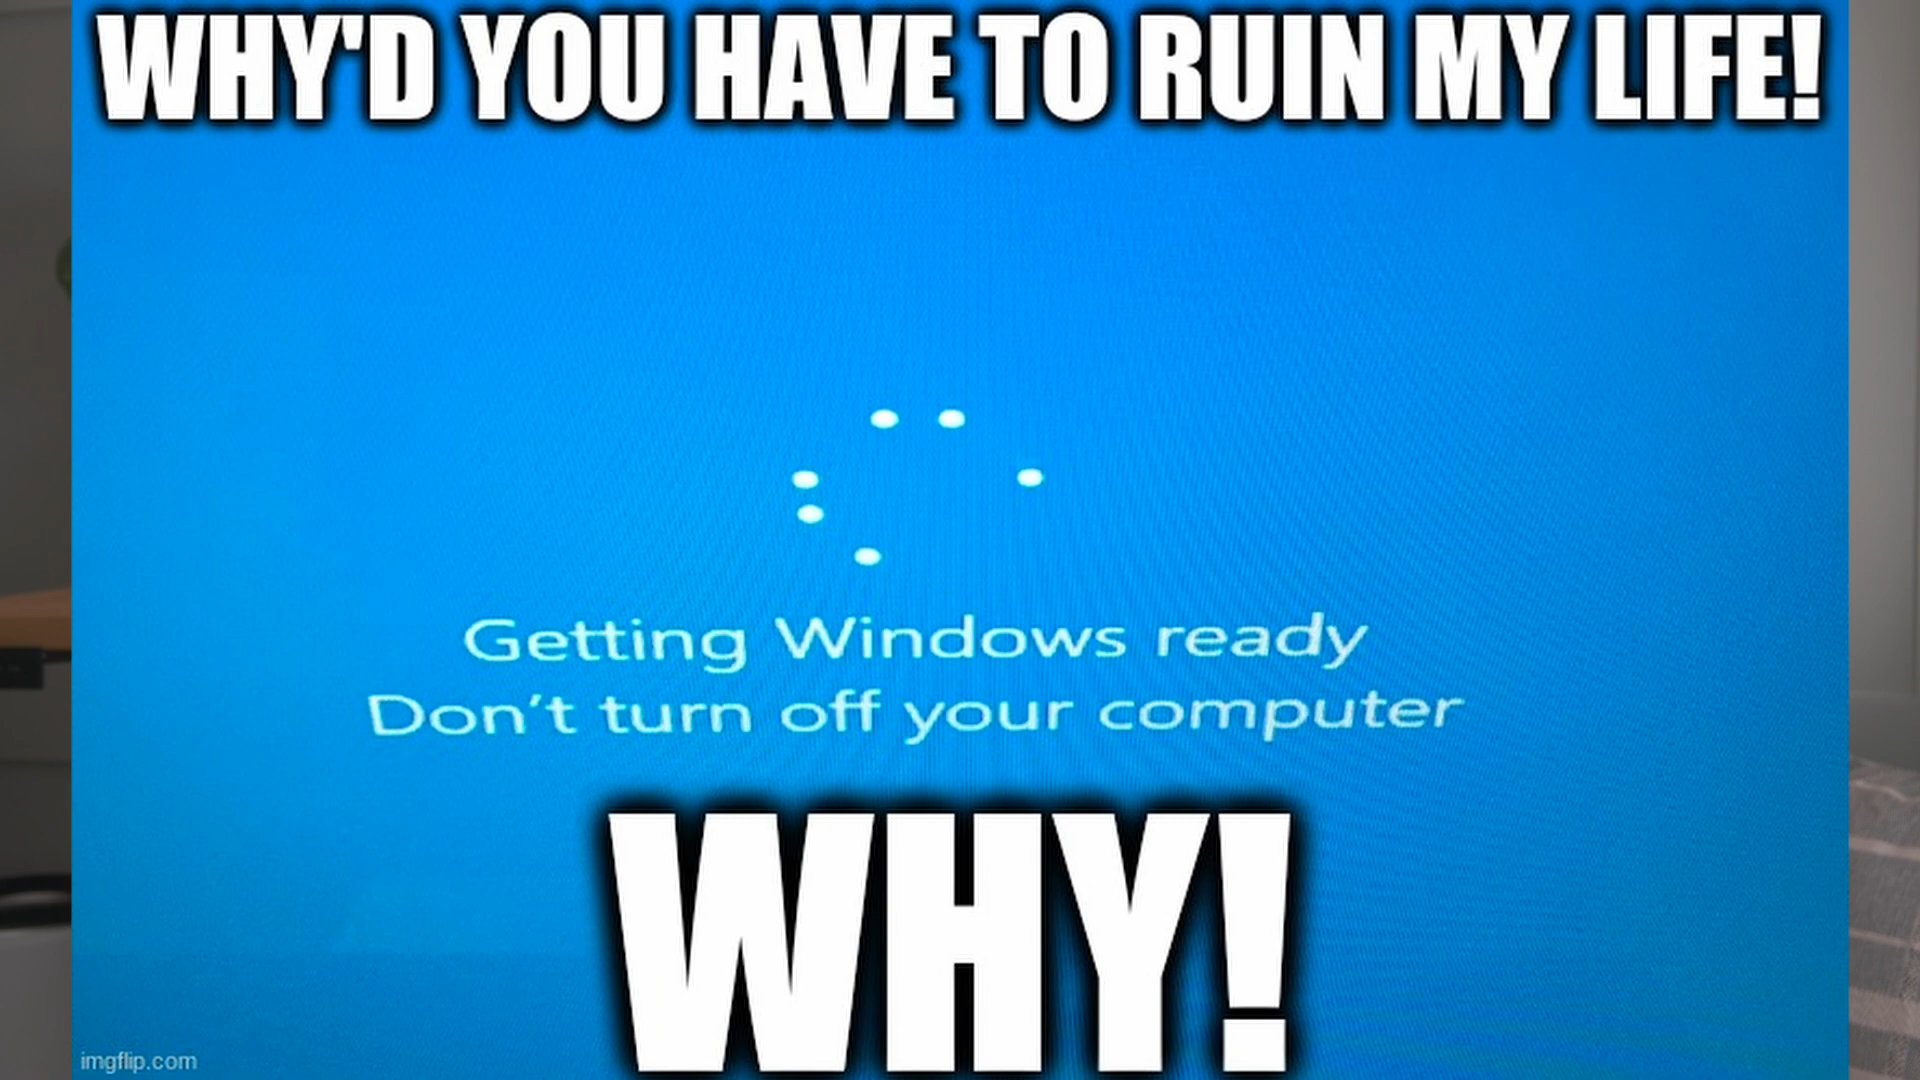 WHY'D YOU HAVE TO RUIN MY LIFE!
Getting Windows ready
Don't turn off your computer
WHY!
imgflip.com